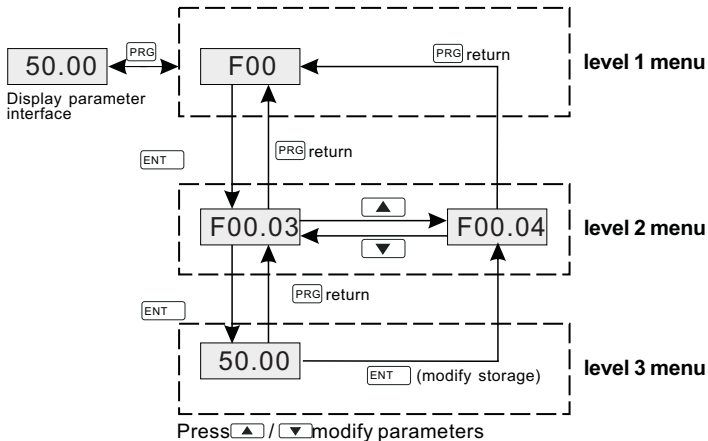 50.00
PRG
F00
PRG return
level 1 menu
Display parameter
interface
ENT
PRG return
F00.03
▲
▼
F00.04
level 2 menu
ENT
PRG return
50.00
ENT (modify storage)
level 3 menu
Press ▲ / ▼ modify parameters